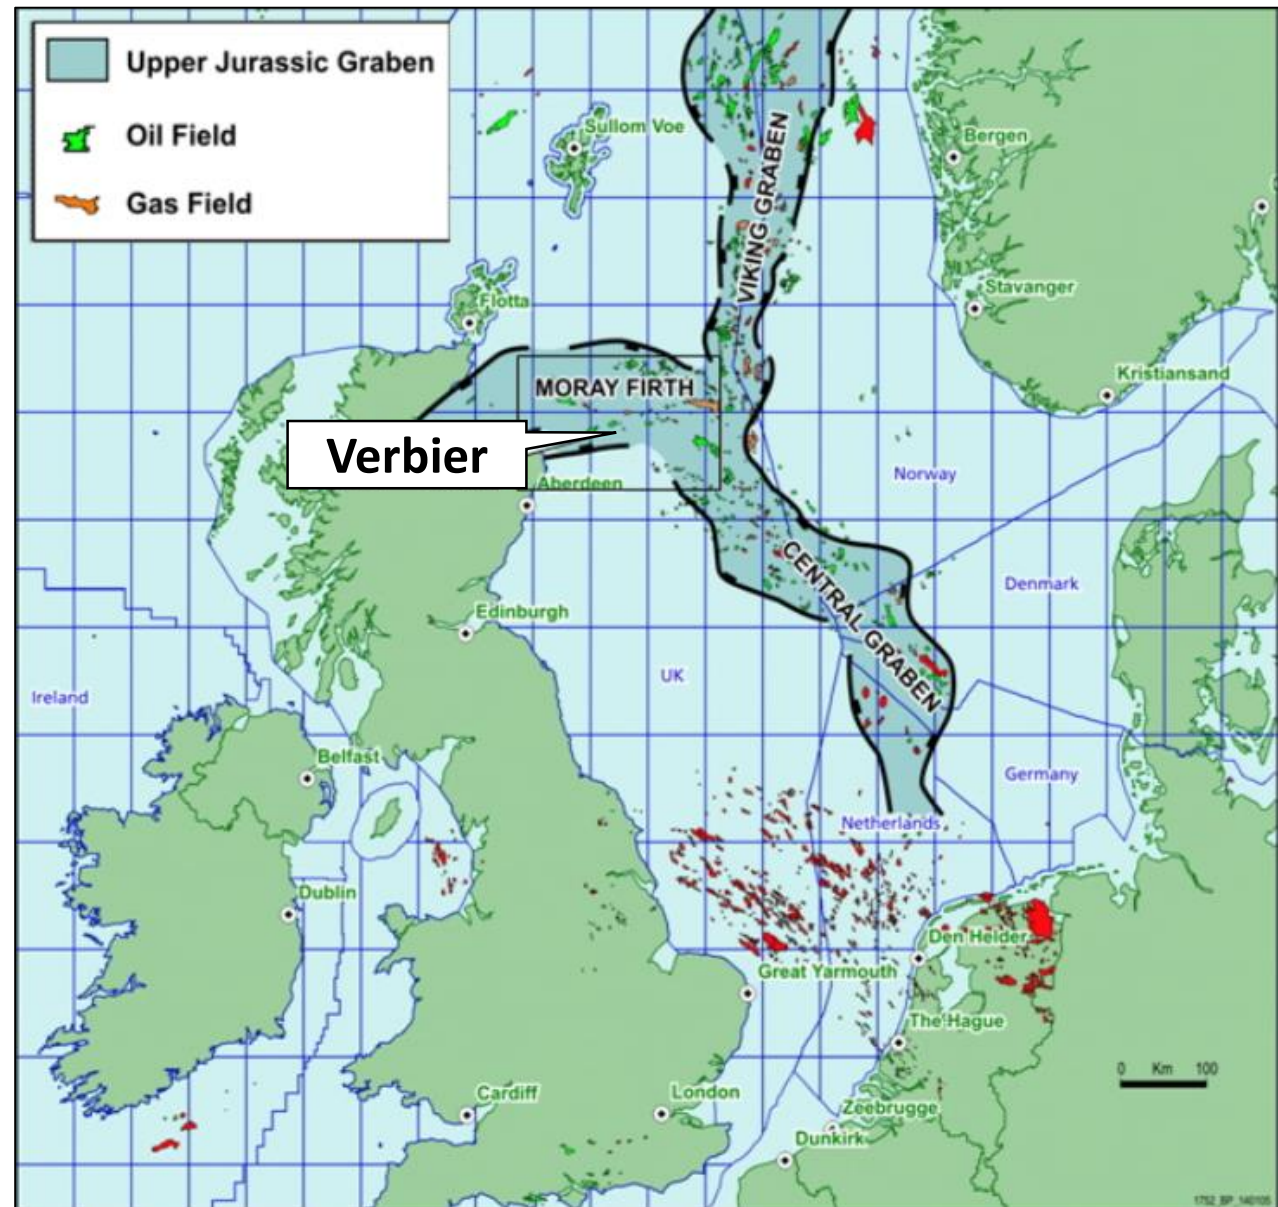 Upper Jurassic Graben
Oil Field
Gas Field
Sullom Voe
Bergen
VIKING GRABEN
Stavanger
Flotta
Kristiansand
MORAY FIRTH
Verbier
Norway
Aberdeen
CENTRAL GRABEN
Denmark
Edinburgh
UK
Ireland
Belfast
Germany
Netherlands
Dublin
Den Helder
Great Yarmouth
The Hague
0 Km 100
Cardiff
London
Zeebrugge
Dunkirk